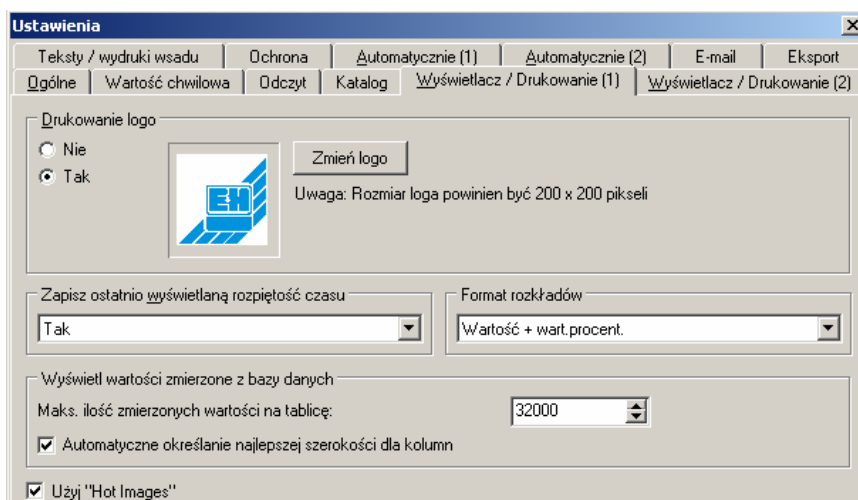 Ustawienia
Teksty / wydruki wsadu Ochrona Automatycznie (1) Automatycznie (2) E-mail Eksport
Ogólne Wartość chwilowa Odczyt Katalog Wyświetlacz / Drukowanie (1) Wyświetlacz / Drukowanie (2)
Drukowanie logo
Nie
Tak
EH
Zmień logo
Uwaga: Rozmiar loga powinien być 200 x 200 pikseli
Zapisz ostatnio wyświetlaną rozpiętość czasu
Format rozkładów
Tak
Wartość + wart.procent.
Wyświetl wartości zmierzone z bazy danych
Maks. ilość zmierzonych wartości na tablicę: 32000
Automatyczne określanie najlepszej szerokości dla kolumn
Użyj "Hot Images"